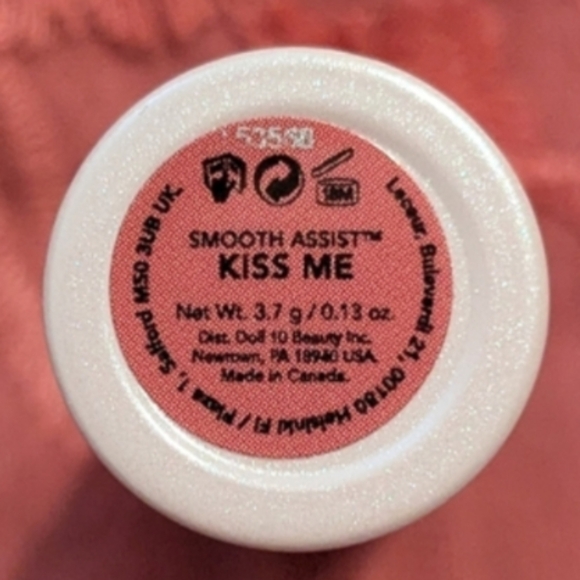 SMOOTH ASSIST™
KISS ME
Net Wt. 3.7 g / 0.13 oz.
Dist. Doll 10 Beauty Inc.
Newtown, PA 18940 USA
Made in Canada.
Leceur, Bulevardi 21, 00180 Helsinki FI / Plaza 1, Salford M50 3UB UK.